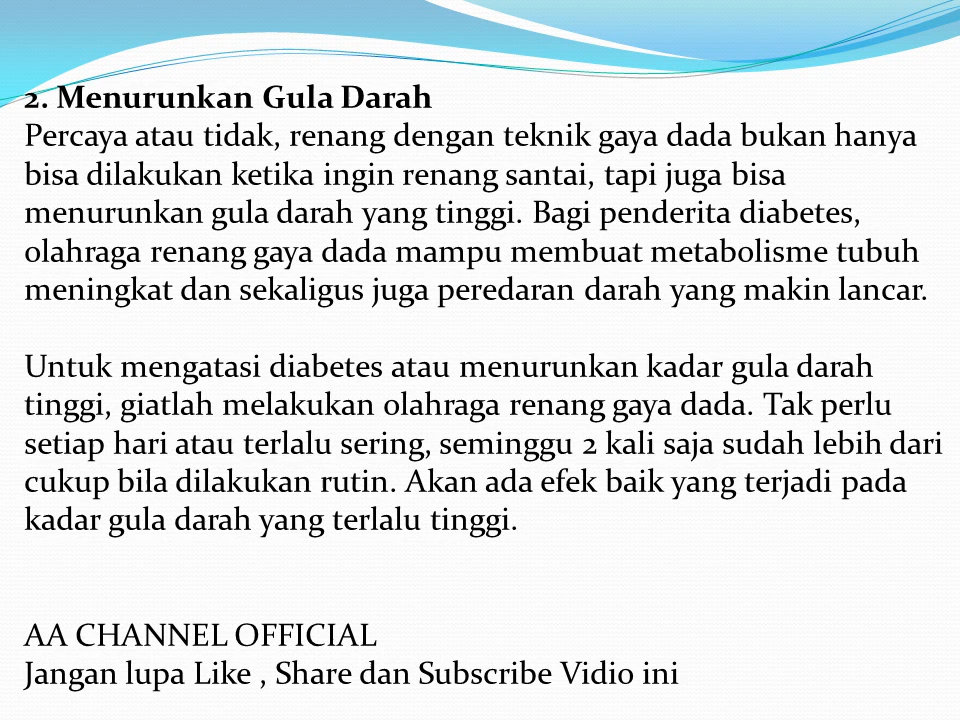 2. Menurunkan Gula Darah
Percaya atau tidak, renang dengan teknik gaya dada bukan hanya
bisa dilakukan ketika ingin renang santai, tapi juga bisa
menurunkan gula darah yang tinggi. Bagi penderita diabetes,
olahraga renang gaya dada mampu membuat metabolisme tubuh
meningkat dan sekaligus juga peredaran darah yang makin lancar.
Untuk mengatasi diabetes atau menurunkan kadar gula darah
tinggi, giatlah melakukan olahraga renang gaya dada. Tak perlu
setiap hari atau terlalu sering, seminggu 2 kali saja sudah lebih dari
cukup bila dilakukan rutin. Akan ada efek baik yang terjadi pada
kadar gula darah yang terlalu tinggi.
AA CHANNEL OFFICIAL
Jangan lupa Like , Share dan Subscribe Vidio ini